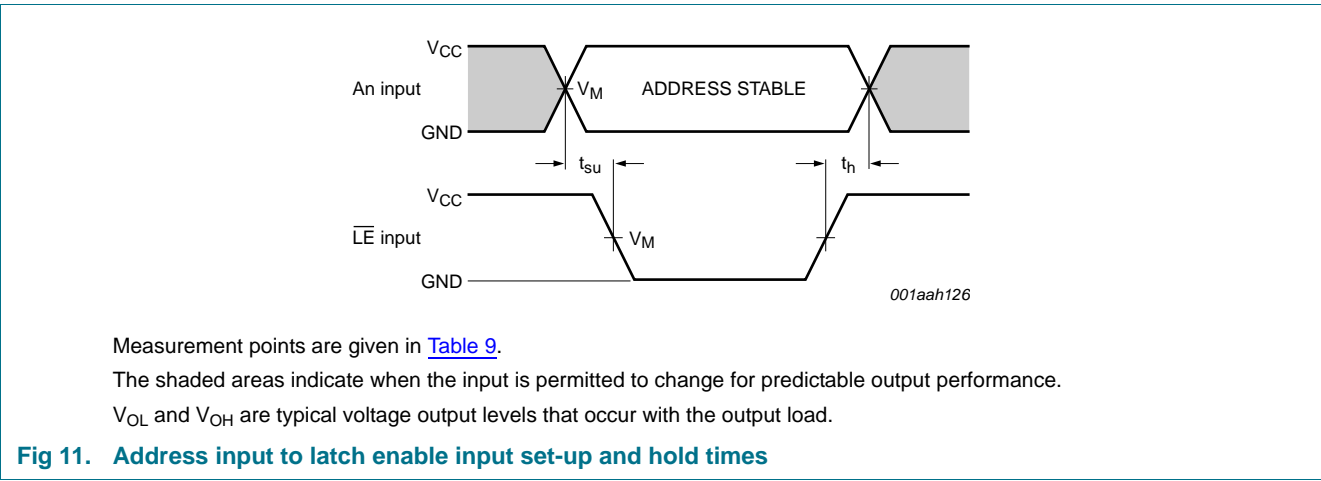 VCC
An input
VM
ADDRESS STABLE
GND
tsu
th
VCC
LE input
VM
GND
001aah126
Measurement points are given in Table 9.
The shaded areas indicate when the input is permitted to change for predictable output performance.
VOL and VOH are typical voltage output levels that occur with the output load.
Fig 11. Address input to latch enable input set-up and hold times